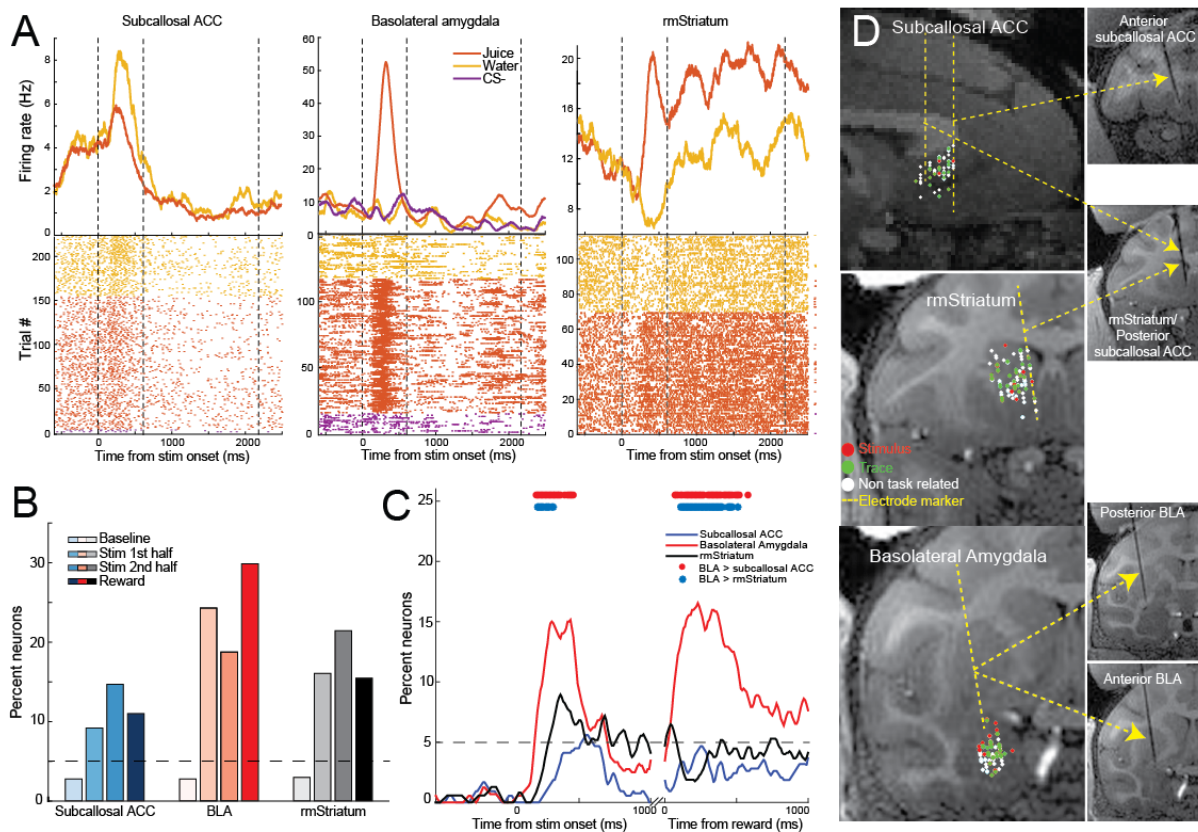 A
Subcallosal ACC
Basolateral amygdala
rmStriatum
Firing rate (Hz)
8
6
4
2
60
50
40
30
20
10
0
20
18
16
14
12
10
8
Juice
Water
CS-
Trial #
200
150
100
50
0
200
150
100
50
0
100
80
60
40
20
0
0
1000
2000
0
1000
2000
0
1000
2000
Time from stim onset (ms)
Time from stim onset (ms)
Time from stim onset (ms)
B
Percent neurons
30
20
10
0
Baseline
Stim 1st half
Stim 2nd half
Reward
Subcallosal ACC
BLA
rmStriatum
C
Percent neurons
25
20
15
10
5
0
Subcallosal ACC
Basolateral Amygdala
rmStriatum
BLA > subcallosal ACC
BLA > rmStriatum
0
1000
0
1000
Time from stim onset (ms)
Time from reward (ms)
D
Subcallosal ACC
Anterior
subcallosal ACC
rmStriatum
rmStriatum/
Posterior
subcallosal ACC
Stimulus
Trace
Non task related
Electrode marker
Basolateral Amygdala
Posterior BLA
Anterior BLA